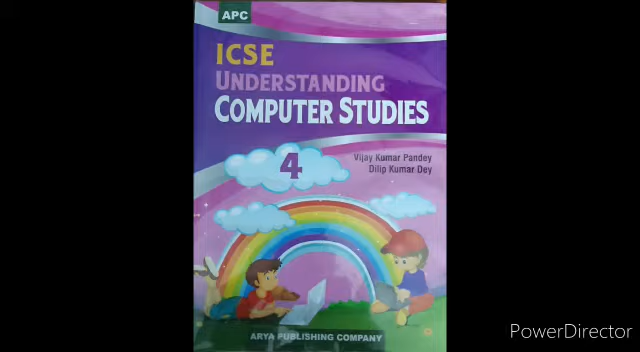 APC
ICSE
UNDERSTANDING
COMPUTER STUDIES
4
Vijay Kumar Pandey
Dilip Kumar Dey
ARYA PUBLISHING COMPANY
PowerDirector